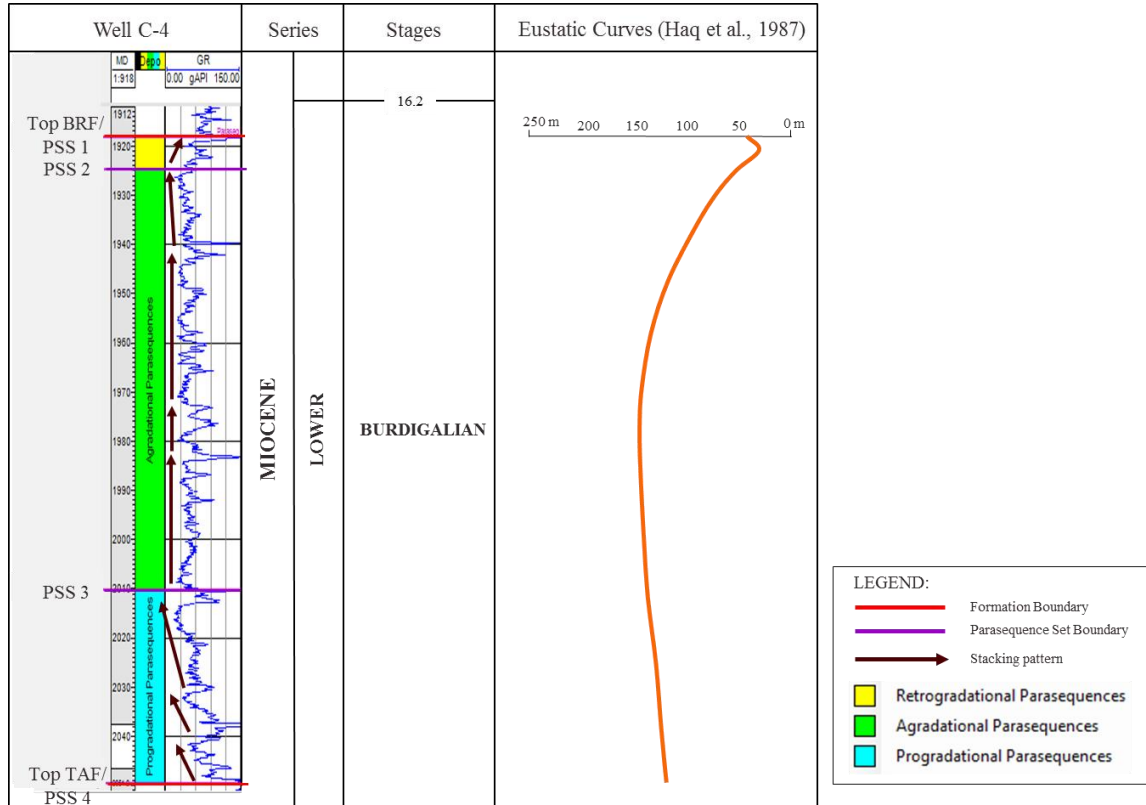 Well C-4 Series Stages Eustatic Curves (Haq et al., 1987)
MD Depo GR
1:918 0.00 gAPI 150.00
16.2
1912
250 m 200 150 100 50 0 m
Top BRF/
PSS 1
1920
PSS 2
1930
1940
1950
1960
1970
1980
1990
2000
2010
2020
2030
2040
Agradational Parasequences
MIOCENE
LOWER
BURDIGALIAN
PSS 3
Progradational Parasequences
Top TAF/
PSS 4
LEGEND:
Formation Boundary
Parasequence Set Boundary
Stacking pattern
Retrogradational Parasequences
Agradational Parasequences
Progradational Parasequences